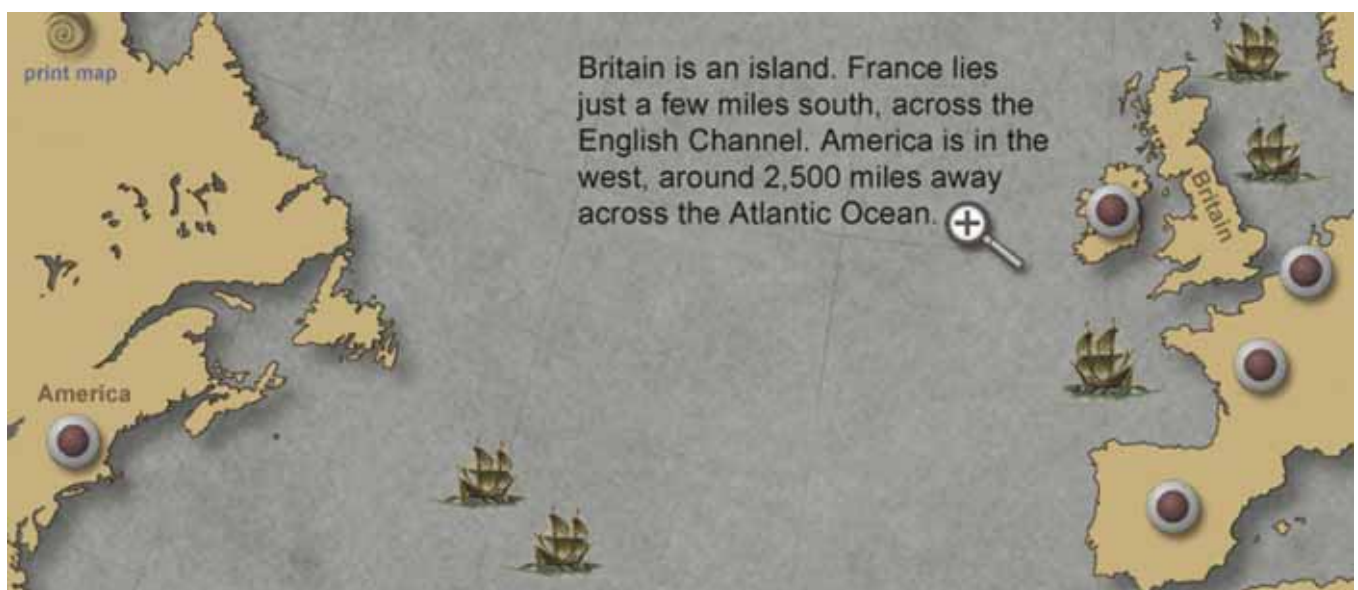 print map
Britain is an island. France lies
just a few miles south, across the
English Channel. America is in the
west, around 2,500 miles away
across the Atlantic Ocean.
Britain
America